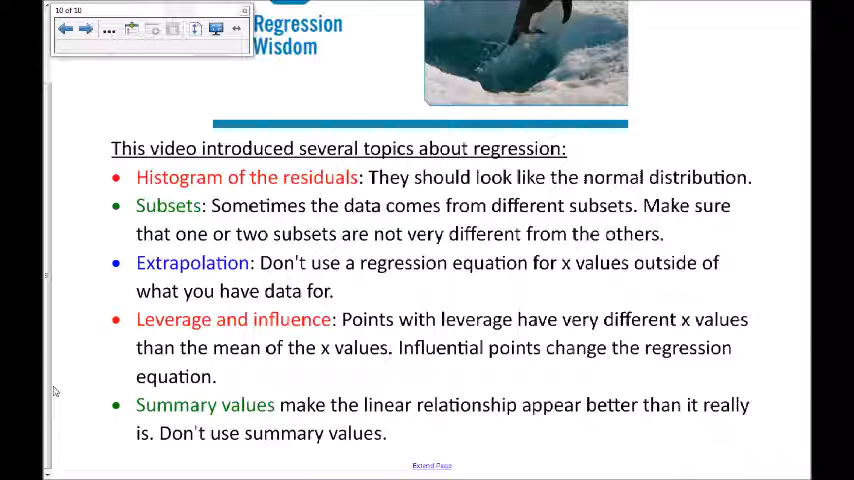 10 of 10
Regression
Wisdom
This video introduced several topics about regression:
• Histogram of the residuals: They should look like the normal distribution.
• Subsets: Sometimes the data comes from different subsets. Make sure
that one or two subsets are not very different from the others.
• Extrapolation: Don't use a regression equation for x values outside of
what you have data for.
• Leverage and influence: Points with leverage have very different x values
than the mean of the x values. Influential points change the regression
equation.
• Summary values make the linear relationship appear better than it really
is. Don't use summary values.
Extend Page